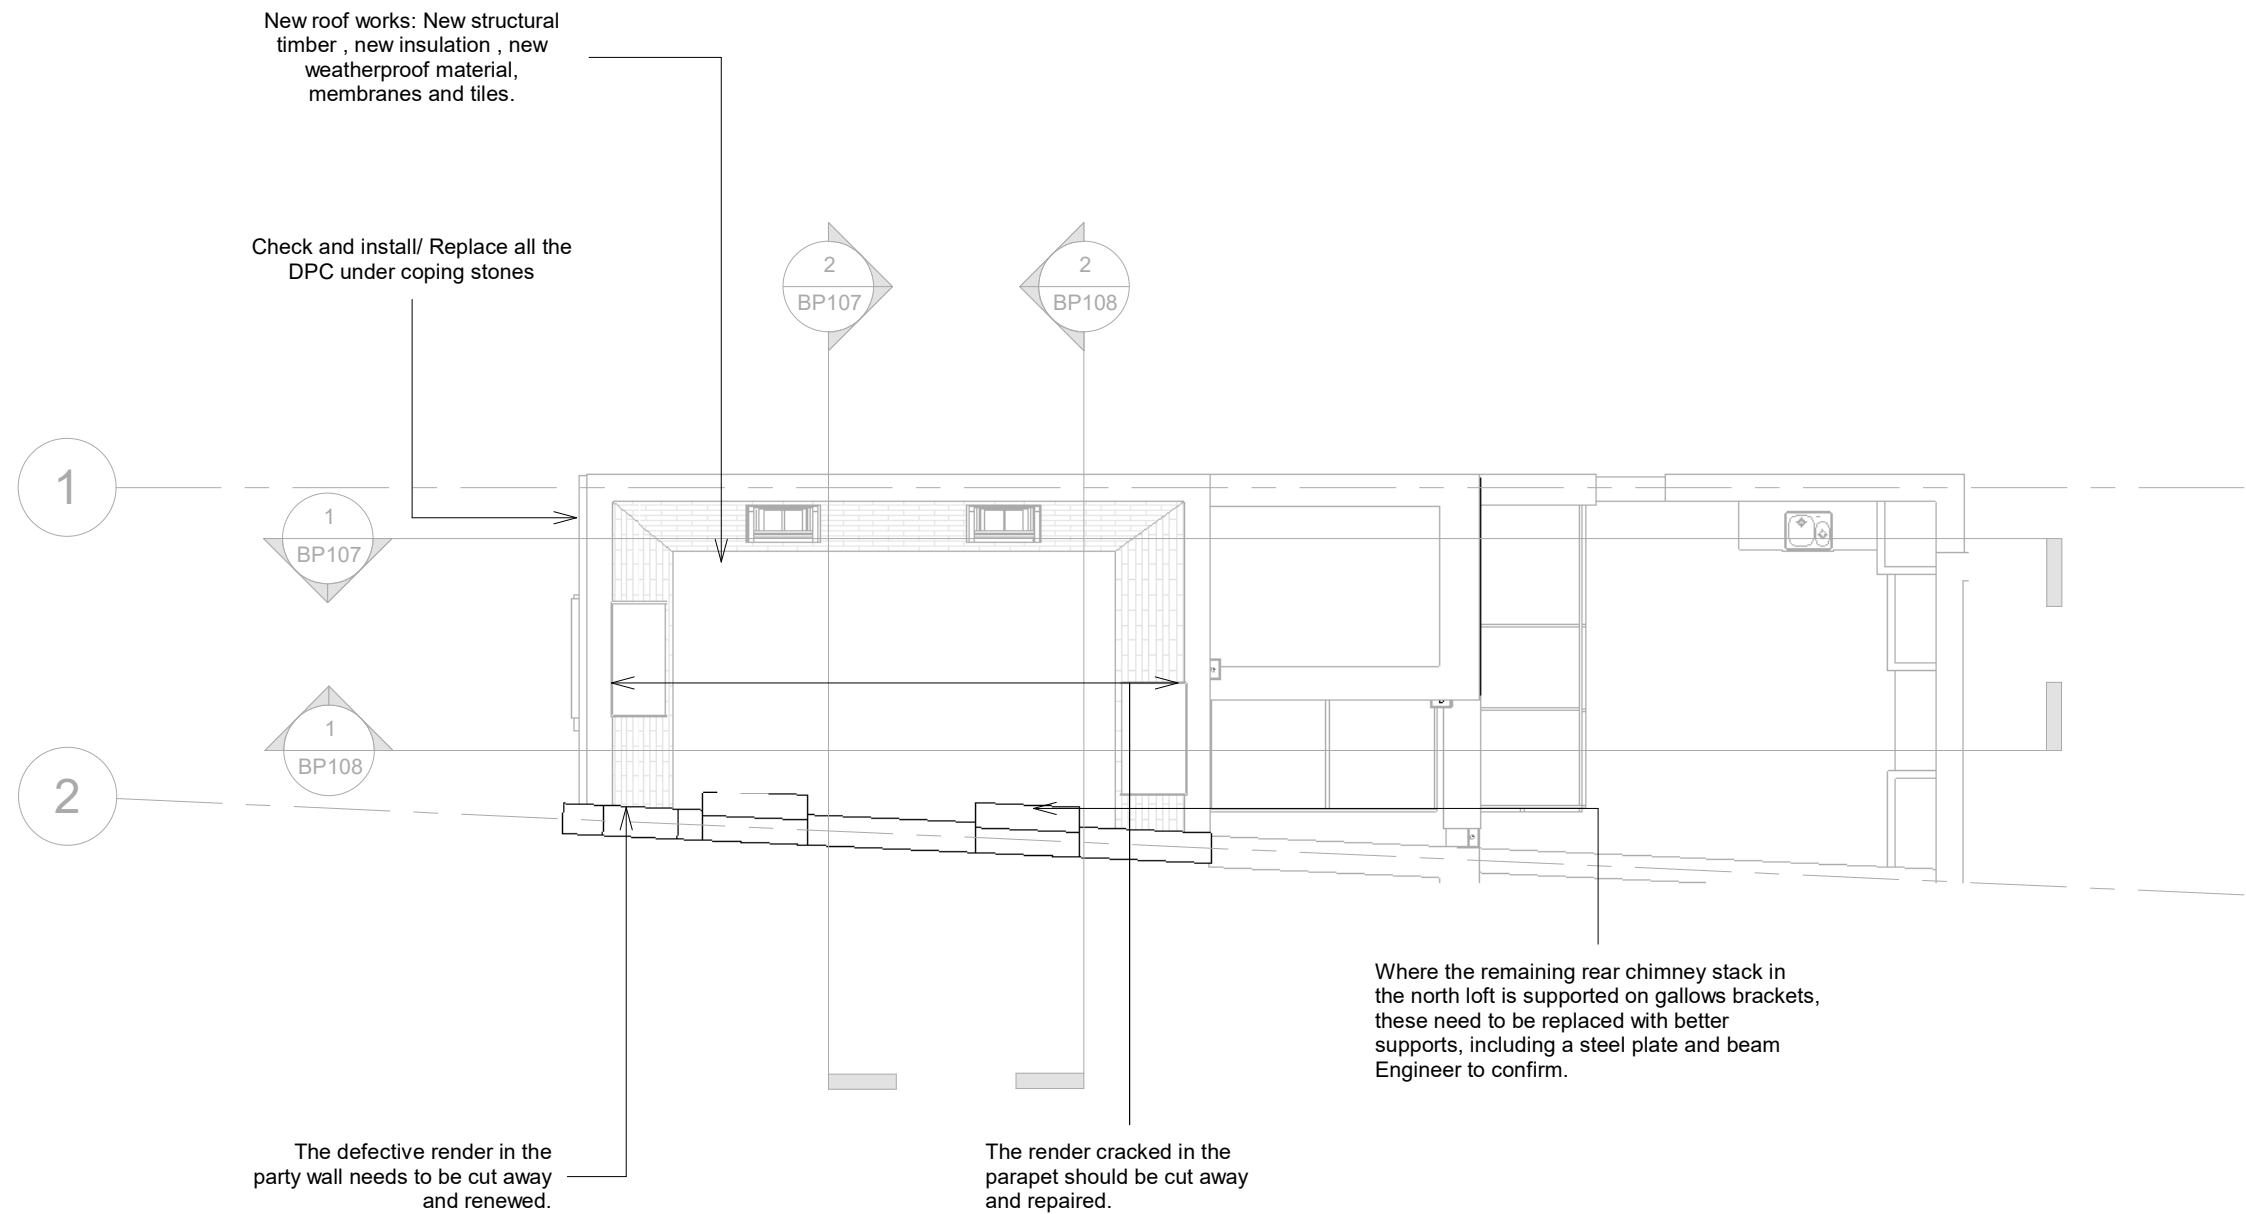 New roof works: New structural
timber , new insulation , new
weatherproof material,
membranes and tiles.
Check and install/ Replace all the
DPC under coping stones
2
BP107
2
BP108
1
1
BP107
1
BP108
2
Where the remaining rear chimney stack in
the north loft is supported on gallows brackets,
these need to be replaced with better
supports, including a steel plate and beam
Engineer to confirm.
The defective render in the
party wall needs to be cut away
and renewed.
The render cracked in the
parapet should be cut away
and repaired.